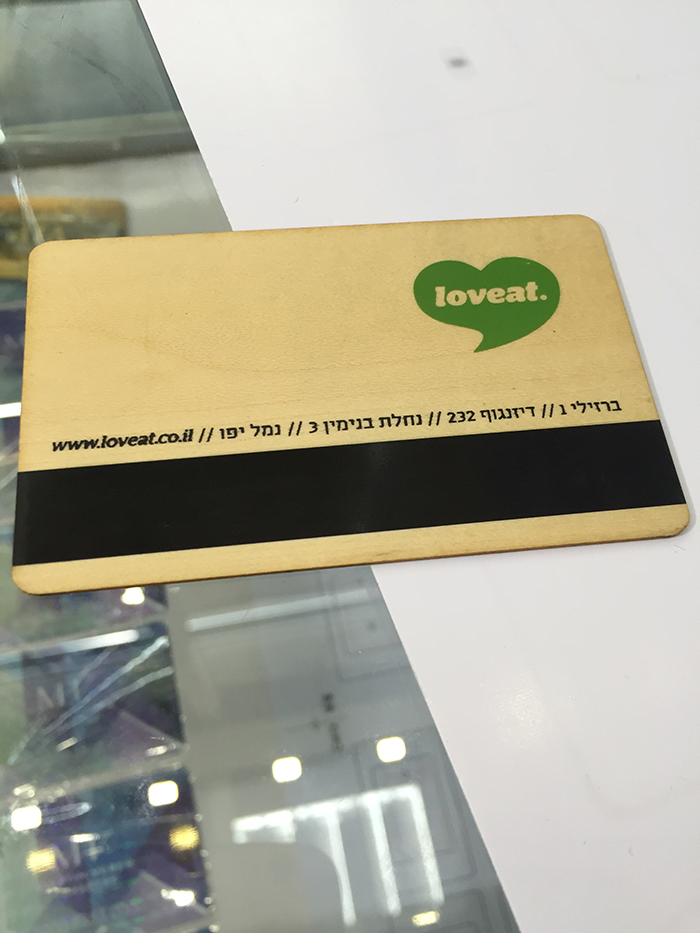 loveat.
ברזילי 1 // דיזנגוף 232 // נחלת בנימין 3 // נמל יפו // www.loveat.co.il